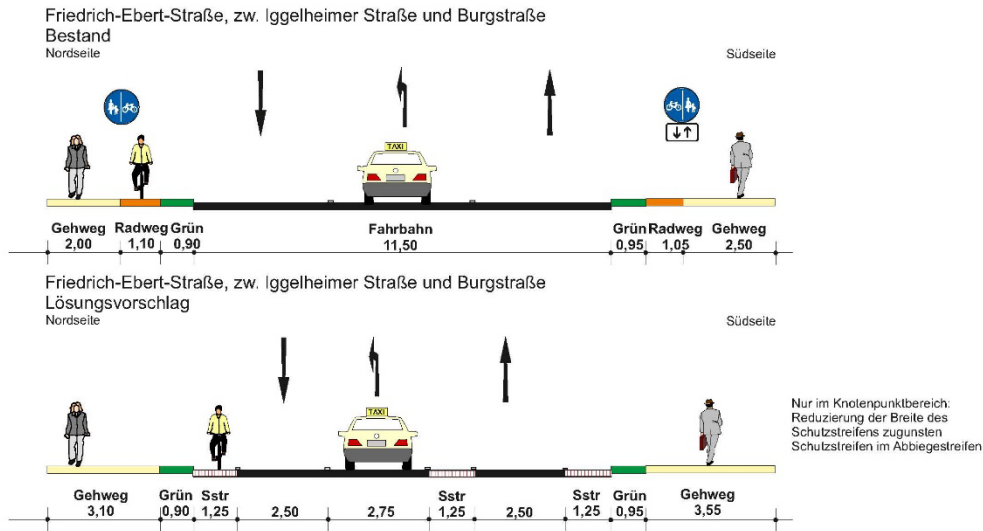 Friedrich-Ebert-Straße, zw. Iggelheimer Straße und Burgstraße
Bestand
Nordseite
Südseite
TAXI
Gehweg Radweg Grün Fahrbahn Grün Radweg Gehweg
2,00 1,10 0,90 11,50 0,95 1,05 2,50
Friedrich-Ebert-Straße, zw. Iggelheimer Straße und Burgstraße
Lösungsvorschlag
Nordseite
Südseite
TAXI
Nur im Knotenpunktbereich:
Reduzierung der Breite des
Schutzstreifens zugunsten
Schutzstreifen im Abbiegestreifen
Gehweg Grün Sstr Sstr Sstr Grün Gehweg
3,10 0,90 1,25 2,50 2,75 1,25 2,50 1,25 0,95 3,55